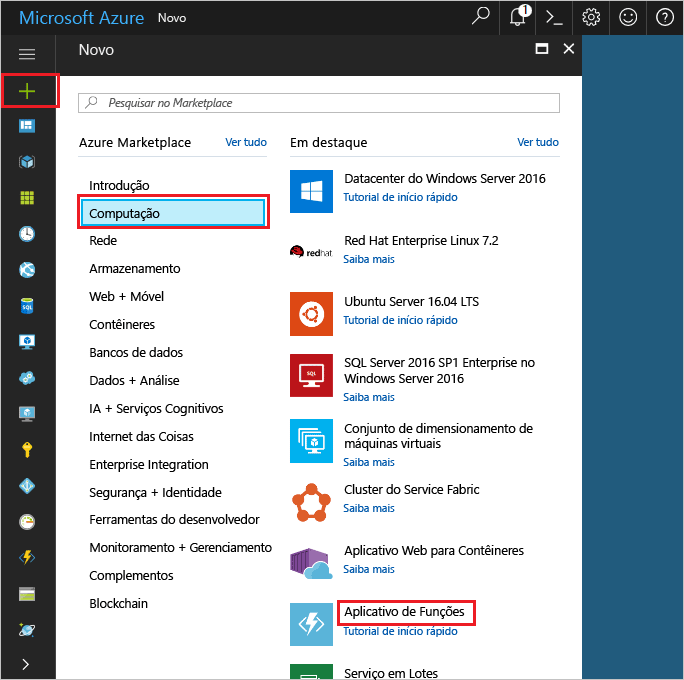 Microsoft Azure Novo
1
Novo
Pesquisar no Marketplace
Azure Marketplace Ver tudo
Introdução
Computação
Rede
Armazenamento
Web + Móvel
Contêineres
Bancos de dados
Dados + Análise
IA + Serviços Cognitivos
Internet das Coisas
Enterprise Integration
Segurança + Identidade
Ferramentas do desenvolvedor
Monitoramento + Gerenciamento
Complementos
Blockchain
Em destaque Ver tudo
Datacenter do Windows Server 2016
Tutorial de início rápido
redhat.
Red Hat Enterprise Linux 7.2
Saiba mais
Ubuntu Server 16.04 LTS
Tutorial de início rápido
SQL
SQL Server 2016 SP1 Enterprise no
Windows Server 2016
Saiba mais
Conjunto de dimensionamento de
máquinas virtuais
Saiba mais
Cluster do Service Fabric
Saiba mais
Aplicativo Web para Contêineres
Saiba mais
Aplicativo de Funções
Tutorial de início rápido
Serviço em Lotes
SQL